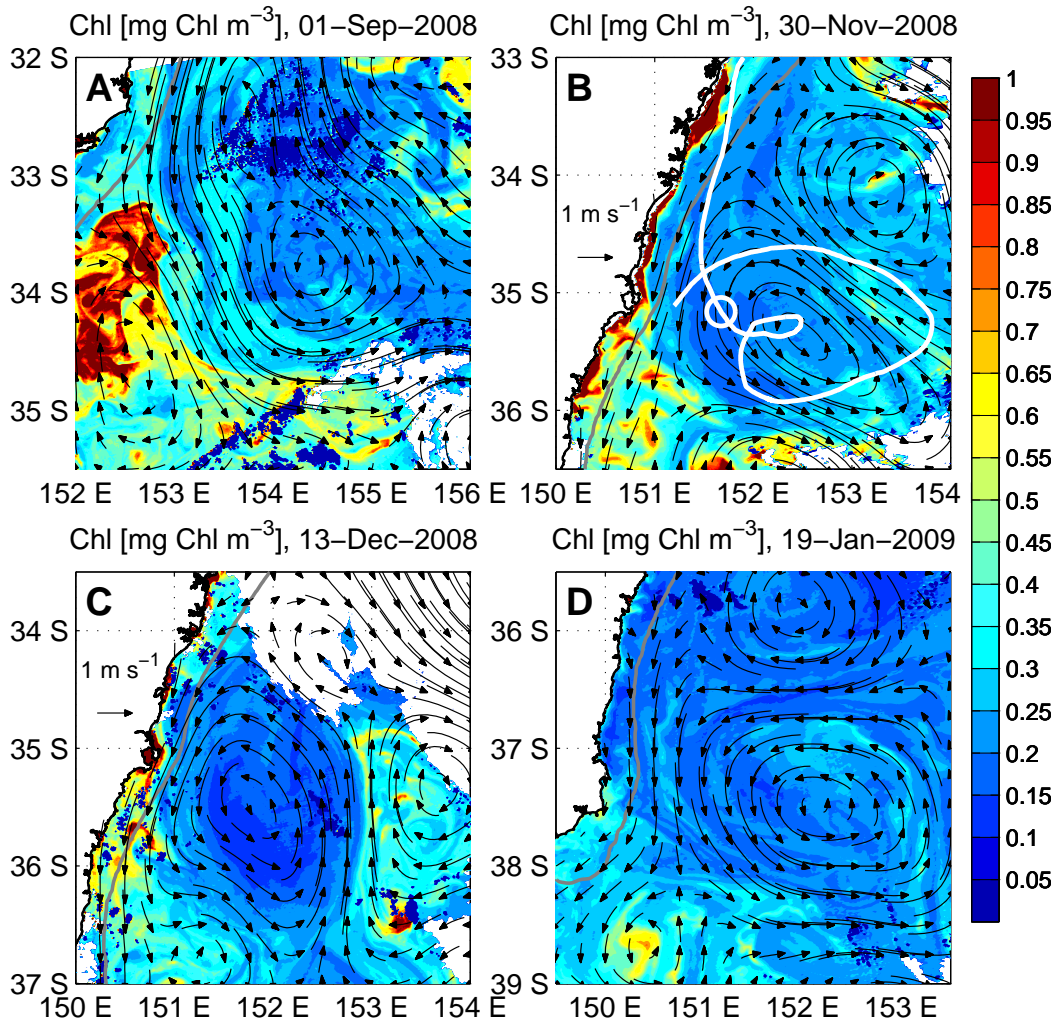 Chl [mg Chl m⁻³], 01−Sep−2008
Chl [mg Chl m⁻³], 30−Nov−2008
A
32 S
33 S
34 S
35 S
152 E 153 E 154 E 155 E 156 E
B
33 S
34 S
35 S
36 S
1 m s⁻¹
150 E 151 E 152 E 153 E 154
Chl [mg Chl m⁻³], 13−Dec−2008
Chl [mg Chl m⁻³], 19−Jan−2009
C
34 S
35 S
36 S
37 S
1 m s⁻¹
150 E 151 E 152 E 153 E 154 E
D
36 S
37 S
38 S
39 S
150 E 151 E 152 E 153 E
1
0.95
0.9
0.85
0.8
0.75
0.7
0.65
0.6
0.55
0.5
0.45
0.4
0.35
0.3
0.25
0.2
0.15
0.1
0.05